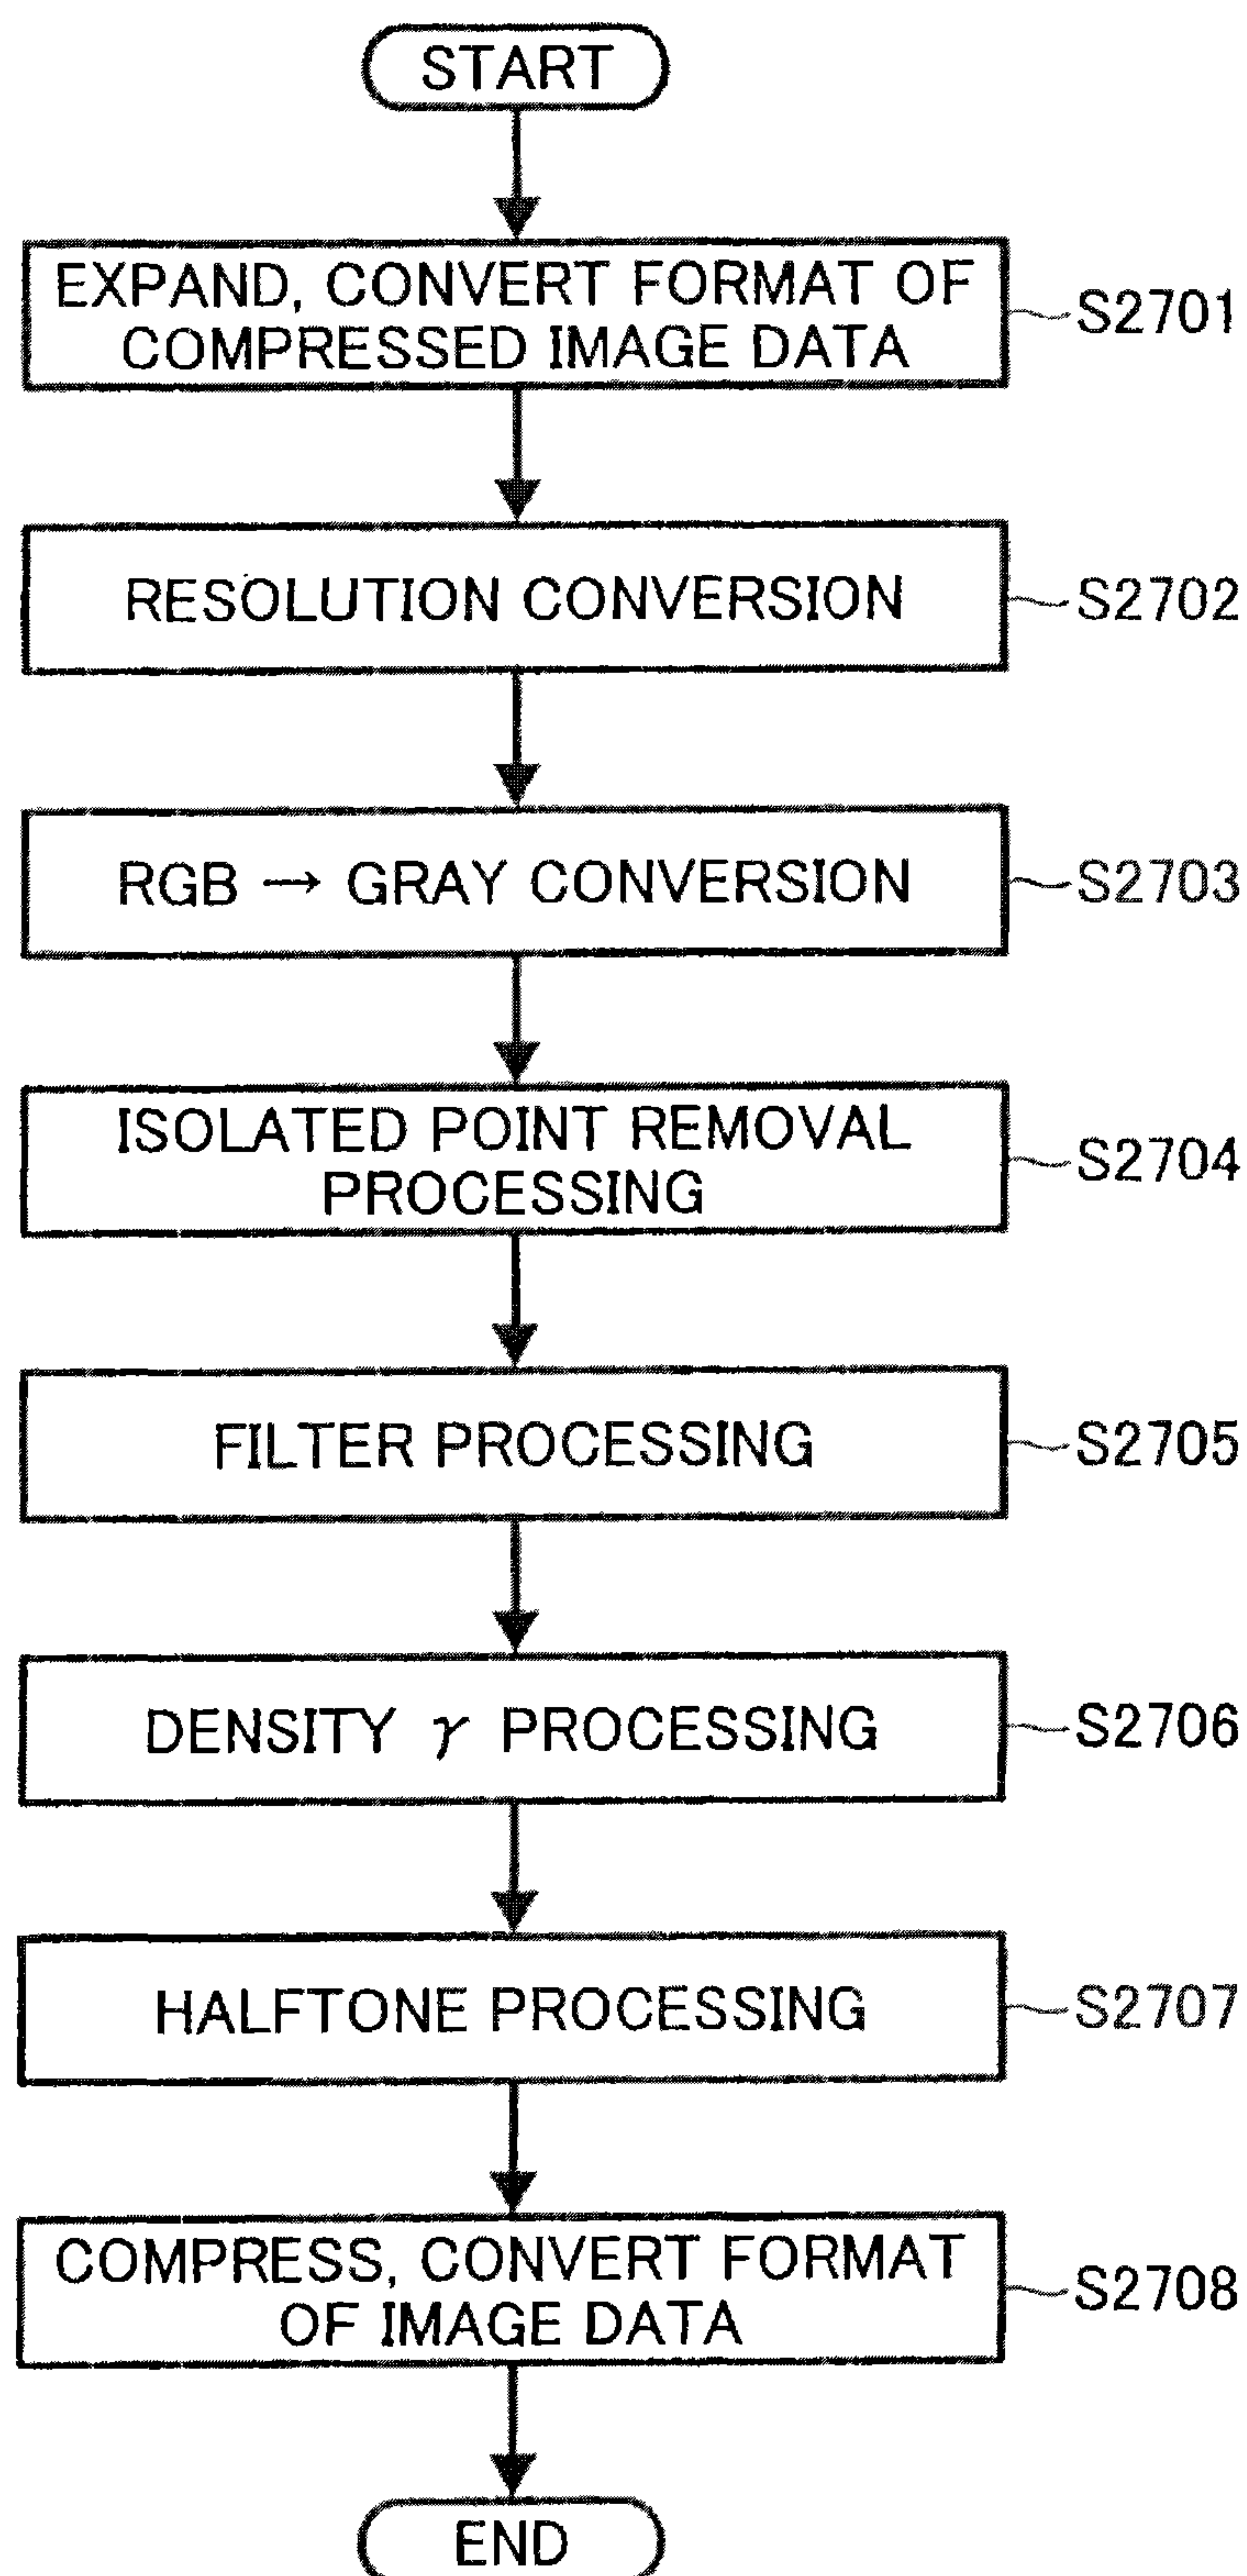 START
EXPAND, CONVERT FORMAT OF
COMPRESSED IMAGE DATA
S2701
RESOLUTION CONVERSION
S2702
RGB → GRAY CONVERSION
S2703
ISOLATED POINT REMOVAL
PROCESSING
S2704
FILTER PROCESSING
S2705
DENSITY γ PROCESSING
S2706
HALFTONE PROCESSING
S2707
COMPRESS, CONVERT FORMAT
OF IMAGE DATA
S2708
END